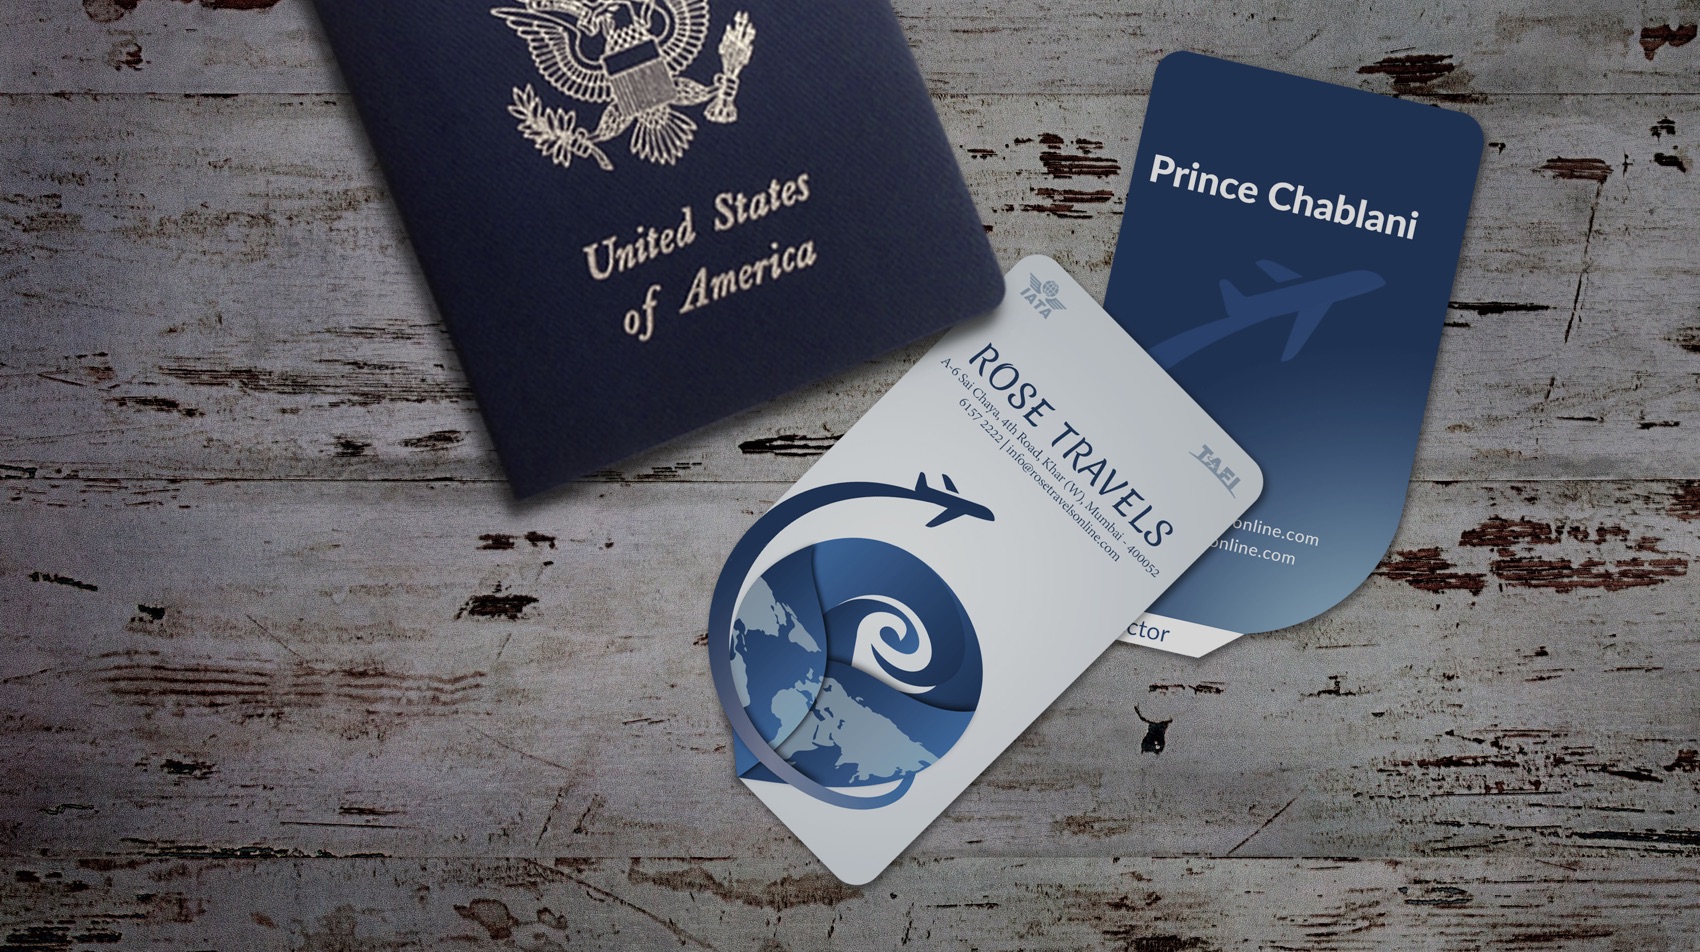 United States
of America
Prince Chablani
IATA
ROSE TRAVELS
A-6 Sai Chaya, 4th Road, Khar (W), Mumbai - 400052
6157 2222 | info@rosetravelsonline.com
TAFI
online.com
online.com
ctor